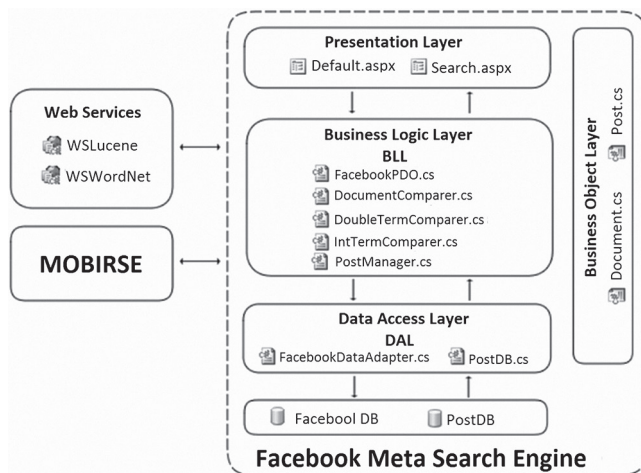 Presentation Layer
Default.aspx
Search.aspx
Web Services
WSLucene
WSWordNet
MOBIRSE
Business Logic Layer
BLL
FacebookPDO.cs
DocumentComparer.cs
DoubleTermComparer.cs
IntTermComparer.cs
PostManager.cs
Data Access Layer
DAL
FacebookDataAdapter.cs
PostDB.cs
Facebool DB
PostDB
Business Object Layer
Post.cs
Document.cs
Facebook Meta Search Engine